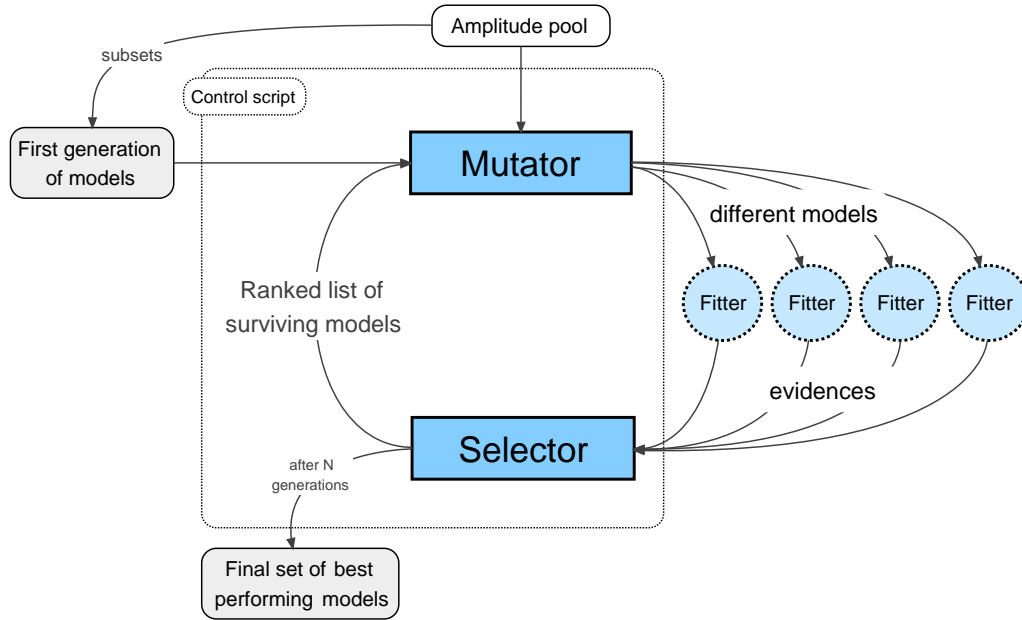 Amplitude pool
subsets
Control script
First generation
of models
Mutator
different models
Ranked list of
surviving models
Fitter
Fitter
Fitter
Fitter
evidences
Selector
after N
generations
Final set of best
performing models